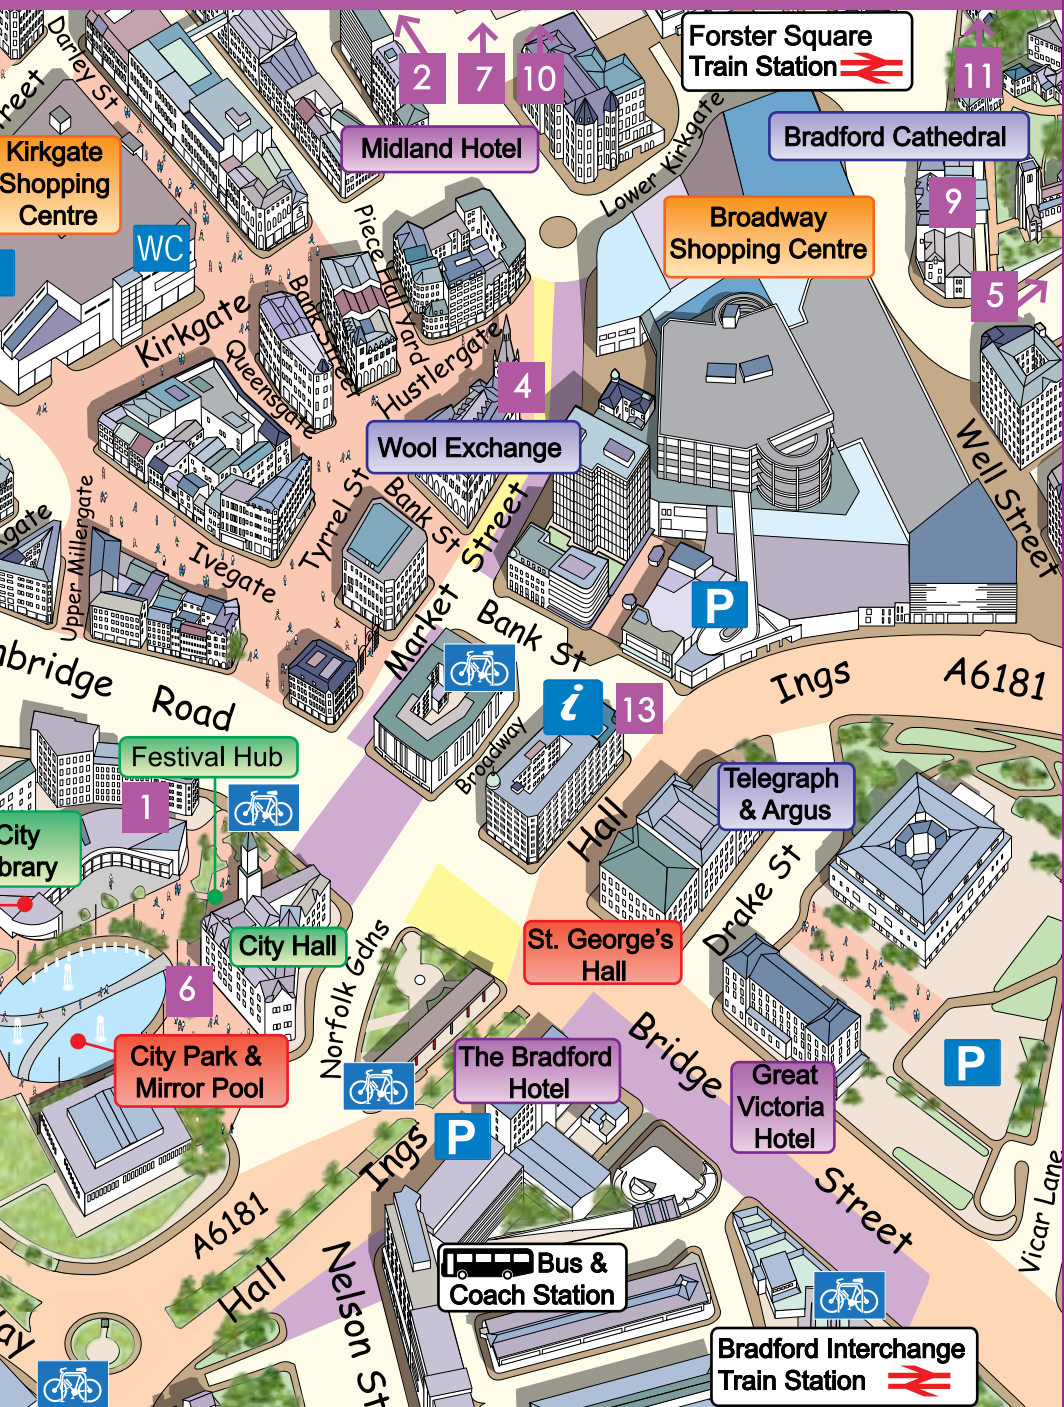 Darley St
2
7
10
Forster Square
Train Station
11
Kirkgate
Shopping
Centre
Midland Hotel
Lower Kirkgate
Bradford Cathedral
9
WC
Piece Hall Yard
Broadway
Shopping Centre
5
Kirkgate
Bank Street
Queensgate
Hustlergate
4
Wool Exchange
Well Street
Upper Millergate
Ivegate
Tyrrel St
Bank St
Market Street
Bank St
P
Road
i
13
Broadway
Ings
A6181
Festival Hub
1
City
Hall
Telegraph
& Argus
Drake St
City Hall
Norfolk Gdns
St. George's
Hall
6
City Park &
Mirror Pool
The Bradford
Hotel
Bridge
Great
Victoria
Hotel
P
P
Ings
A6181
Hall
Nelson St
Street
Vicar Lane
Bus &
Coach Station
Bradford Interchange
Train Station